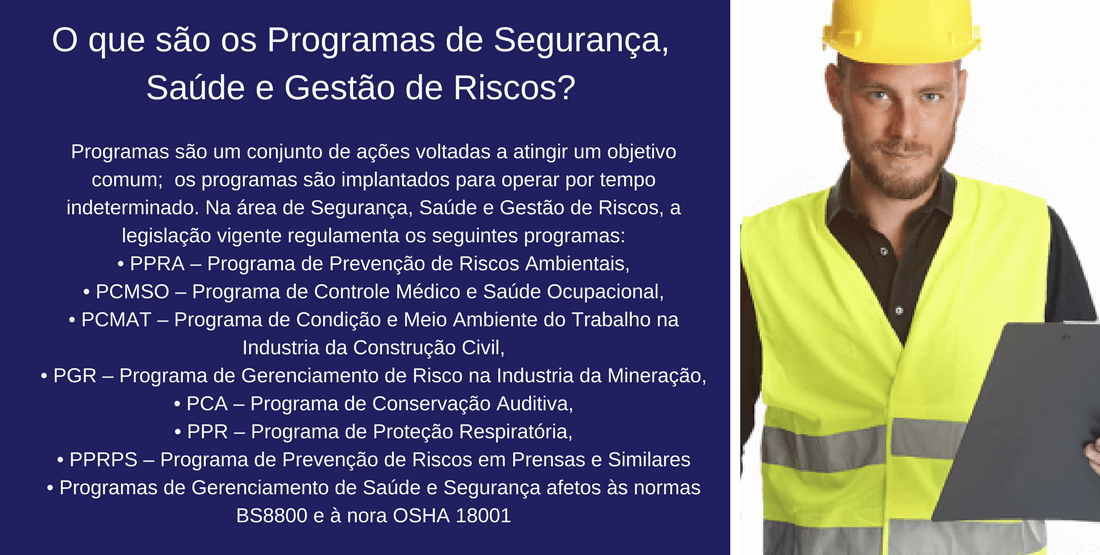 O que são os Programas de Segurança,
Saúde e Gestão de Riscos?
Programas são um conjunto de ações voltadas a atingir um objetivo
comum;  os programas são implantados para operar por tempo
indeterminado. Na área de Segurança, Saúde e Gestão de Riscos, a
legislação vigente regulamenta os seguintes programas:
• PPRA – Programa de Prevenção de Riscos Ambientais,
• PCMSO – Programa de Controle Médico e Saúde Ocupacional,
• PCMAT – Programa de Condição e Meio Ambiente do Trabalho na
Industria da Construção Civil,
• PGR – Programa de Gerenciamento de Risco na Industria da Mineração,
• PCA – Programa de Conservação Auditiva,
• PPR – Programa de Proteção Respiratória,
• PPRPS – Programa de Prevenção de Riscos em Prensas e Similares
• Programas de Gerenciamento de Saúde e Segurança afetos às normas
BS8800 e à nora OSHA 18001